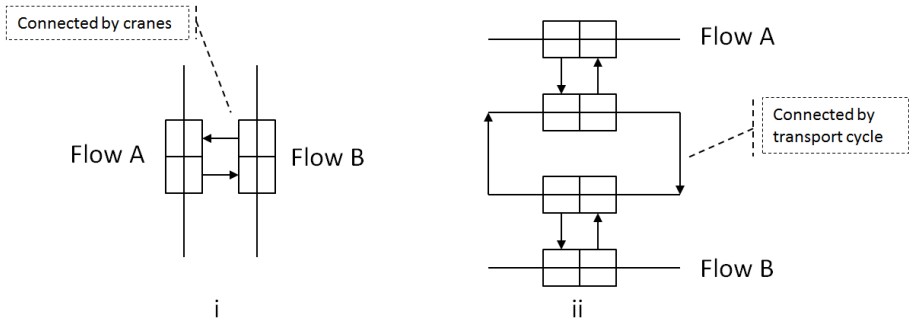 Connected by cranes
Flow A
Flow B
i
Flow A
Connected by
transport cycle
Flow B
ii